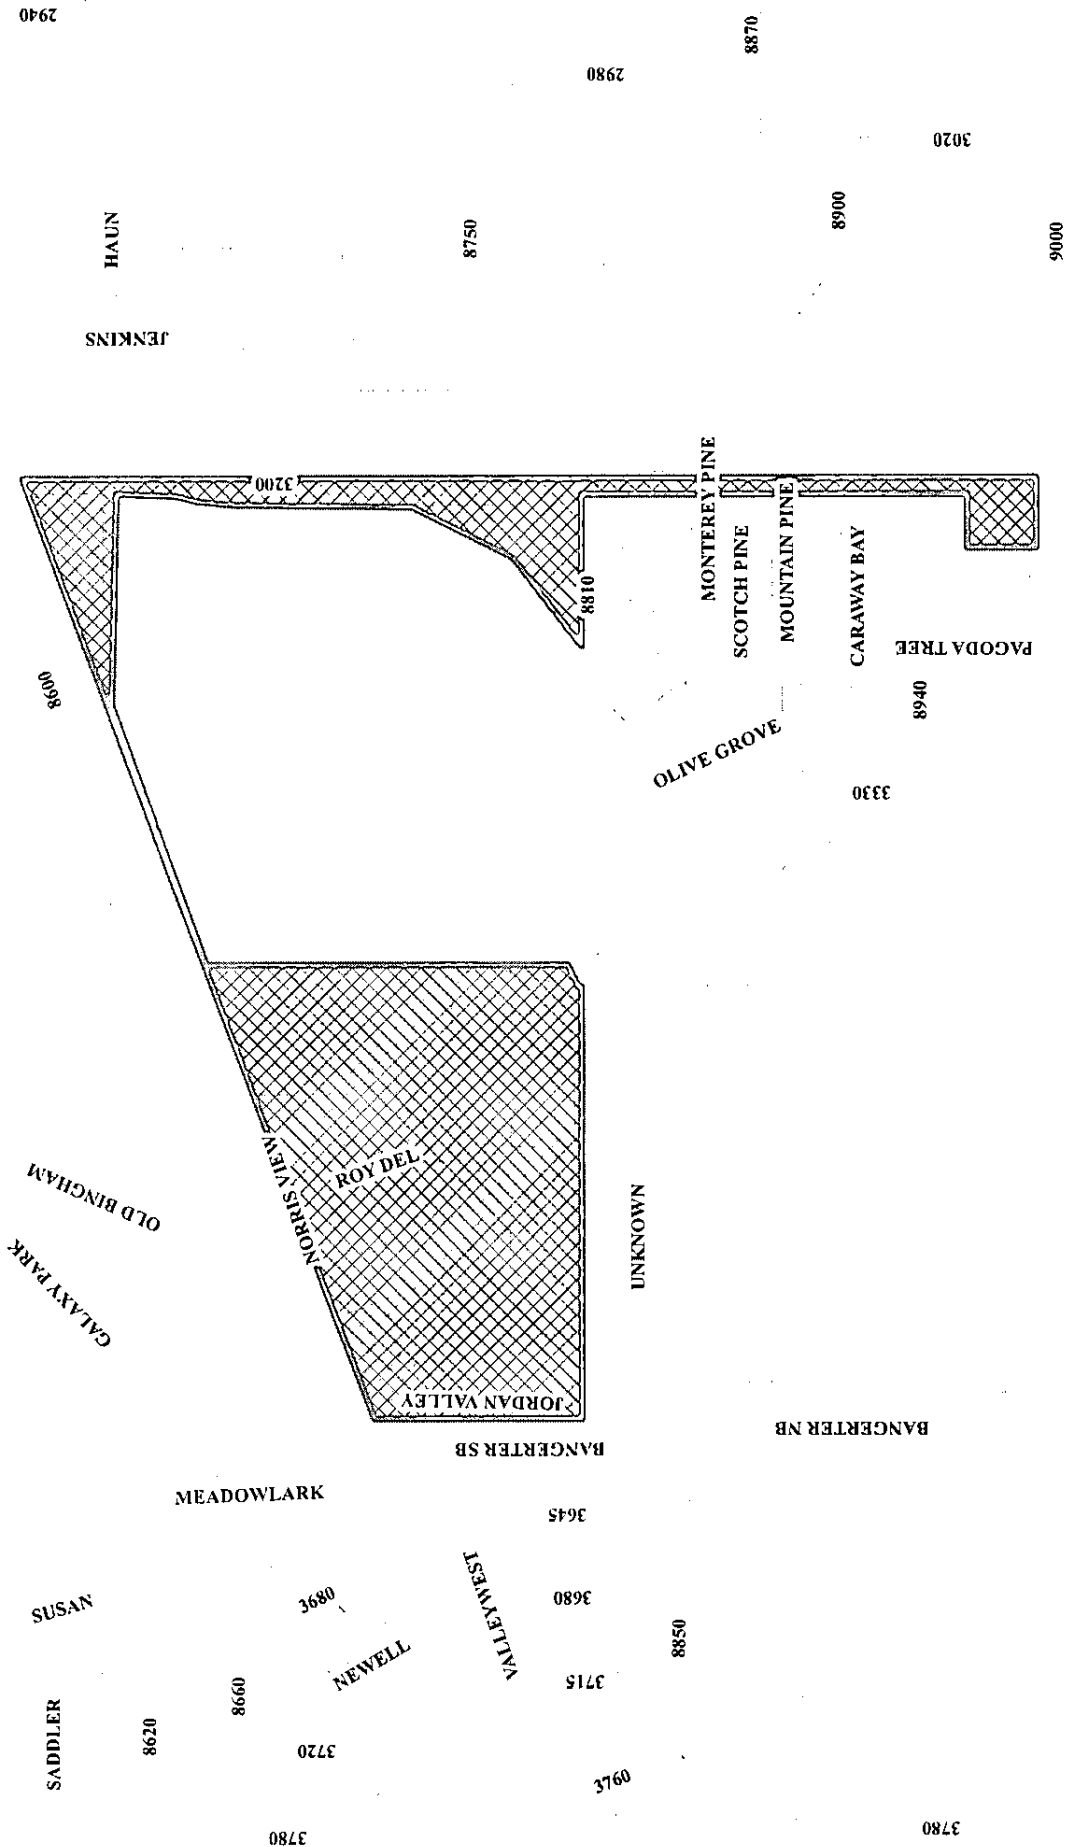 2940
8870
2980
3020
HAUN
8900
8750
9000
JENKINS
3200
MONTEREY PINE
SCOTCH PINE
MOUNTAIN PINE
8810
CARAWAY BAY
PAGODA TREE
8600
8940
OLIVE GROVE
3330
OLD BINGHAM
NORRIS VIEW
ROY DEL
GALAXY PARK
UNKNOWN
JORDAN VALLEY
BANGERTER SB
BANGERTER NB
MEADOWLARK
3645
SUSAN
3680
VALLEYWEST
3680
NEWELL
8850
3715
8660
SADDLER
8620
3720
3760
3780
3780